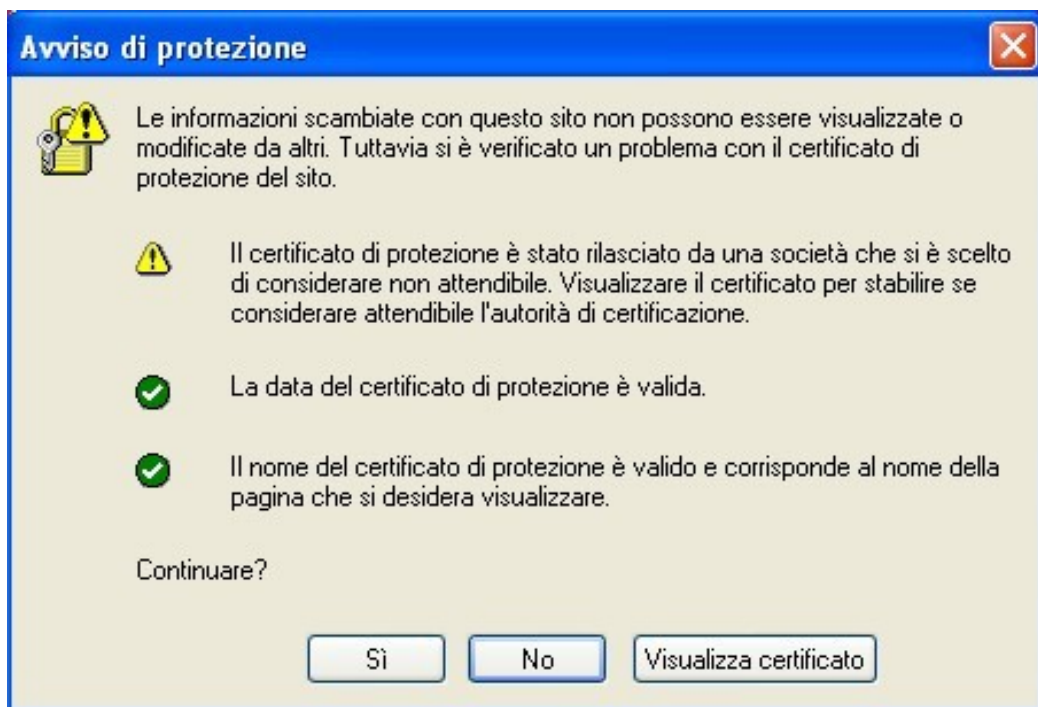 Avviso di protezione
Le informazioni scambiate con questo sito non possono essere visualizzate o
modificate da altri. Tuttavia si è verificato un problema con il certificato di
protezione del sito.
Il certificato di protezione è stato rilasciato da una società che si è scelto
di considerare non attendibile. Visualizzare il certificato per stabilire se
considerare attendibile l'autorità di certificazione.
La data del certificato di protezione è valida.
Il nome del certificato di protezione è valido e corrisponde al nome della
pagina che si desidera visualizzare.
Continuare?
Sì No Visualizza certificato